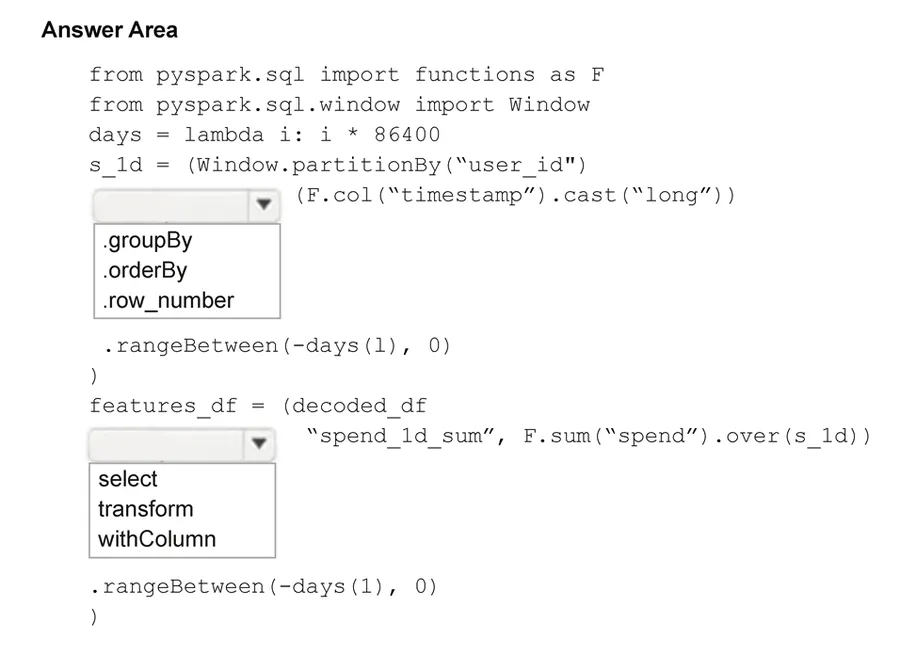 Answer Area
from pyspark.sql import functions as F
from pyspark.sql.window import Window
days = lambda i: i * 86400
s_1d = (Window.partitionBy(“user_id")
(F.col(“timestamp”).cast(“long”))
.groupBy
.orderBy
.row_number
.rangeBetween(-days(l), 0)
)
features_df = (decoded_df
“spend_1d_sum”, F.sum(“spend”).over(s_1d))
select
transform
withColumn
.rangeBetween(-days(1), 0)
)